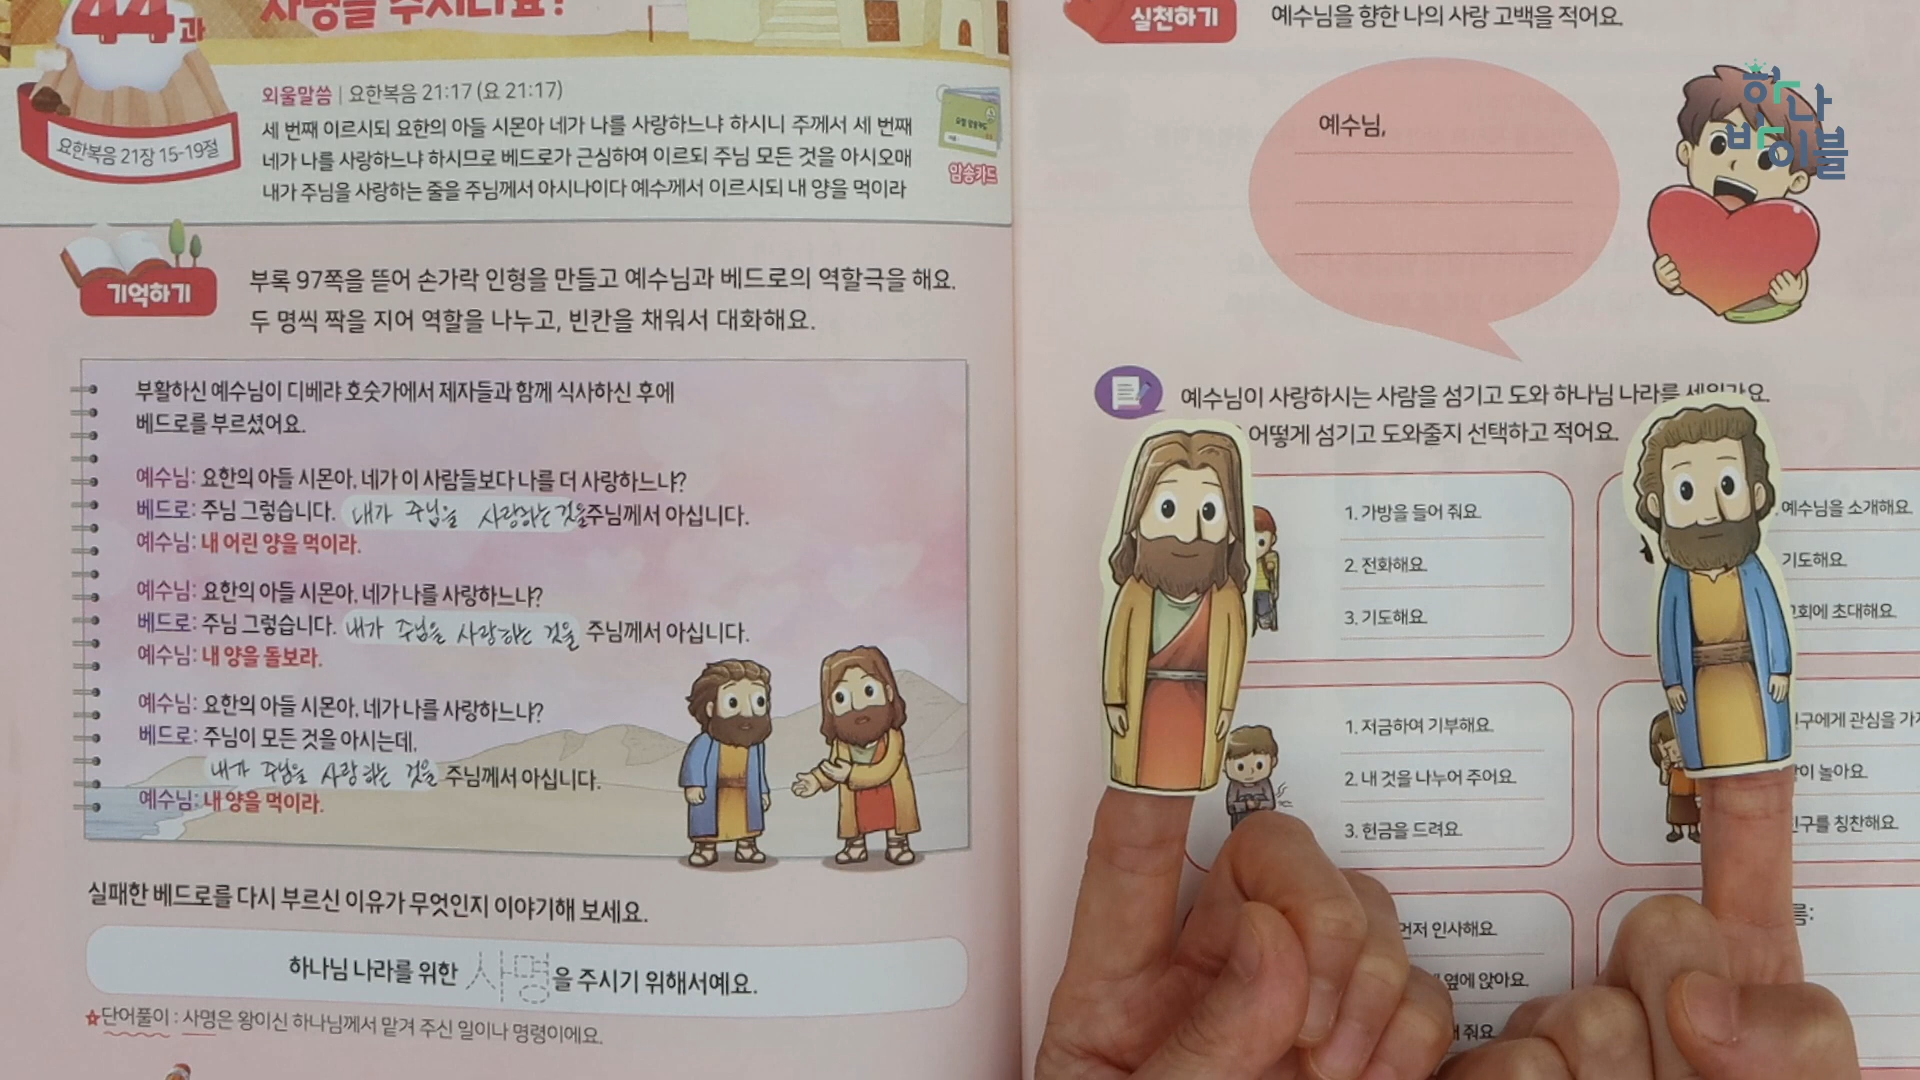 44과
사명을 주시나요?
요한복음 21장 15-19절
외울말씀 | 요한복음 21:17 (요 21:17)
세 번째 이르시되 요한의 아들 시몬아 네가 나를 사랑하느냐 하시니 주께서 세 번째
네가 나를 사랑하느냐 하시므로 베드로가 근심하여 이르되 주님 모든 것을 아시오매
내가 주님을 사랑하는 줄을 주님께서 아시나이다 예수께서 이르시되 내 양을 먹이라
암송카드
기억하기
부록 97쪽을 뜯어 손가락 인형을 만들고 예수님과 베드로의 역할극을 해요.
두 명씩 짝을 지어 역할을 나누고, 빈칸을 채워서 대화해요.
부활하신 예수님이 디베랴 호숫가에서 제자들과 함께 식사하신 후에
베드로를 부르셨어요.
예수님: 요한의 아들 시몬아, 네가 이 사람들보다 나를 더 사랑하느냐?
베드로: 주님 그렇습니다. 내가 주님을 사랑하는 것을 주님께서 아십니다.
예수님: 내 어린 양을 먹이라.
예수님: 요한의 아들 시몬아, 네가 나를 사랑하느냐?
베드로: 주님 그렇습니다. 내가 주님을 사랑하는 것을 주님께서 아십니다.
예수님: 내 양을 돌보라.
예수님: 요한의 아들 시몬아, 네가 나를 사랑하느냐?
베드로: 주님이 모든 것을 아시는데,
내가 주님을 사랑하는 것을 주님께서 아십니다.
예수님: 내 양을 먹이라.
실패한 베드로를 다시 부르신 이유가 무엇인지 이야기해 보세요.
하나님 나라를 위한 사명을 주시기 위해서예요.
☆단어풀이 : 사명은 왕이신 하나님께서 맡겨 주신 일이나 명령이에요.
실천하기
예수님을 향한 나의 사랑 고백을 적어요.
예수님,
하나
바이블
예수님이 사랑하시는 사람을 섬기고 도와 하나님 나라를 세워가요.
어떻게 섬기고 도와줄지 선택하고 적어요.
1. 가방을 들어 줘요.
2. 전화해요.
3. 기도해요.
예수님을 소개해요.
기도해요.
초대해요.
1. 저금하여 기부해요.
2. 내 것을 나누어 주어요.
3. 헌금을 드려요.
관심을
놀아요.
칭찬해요.
먼저 인사해요.
옆에 앉아요.
줘요.